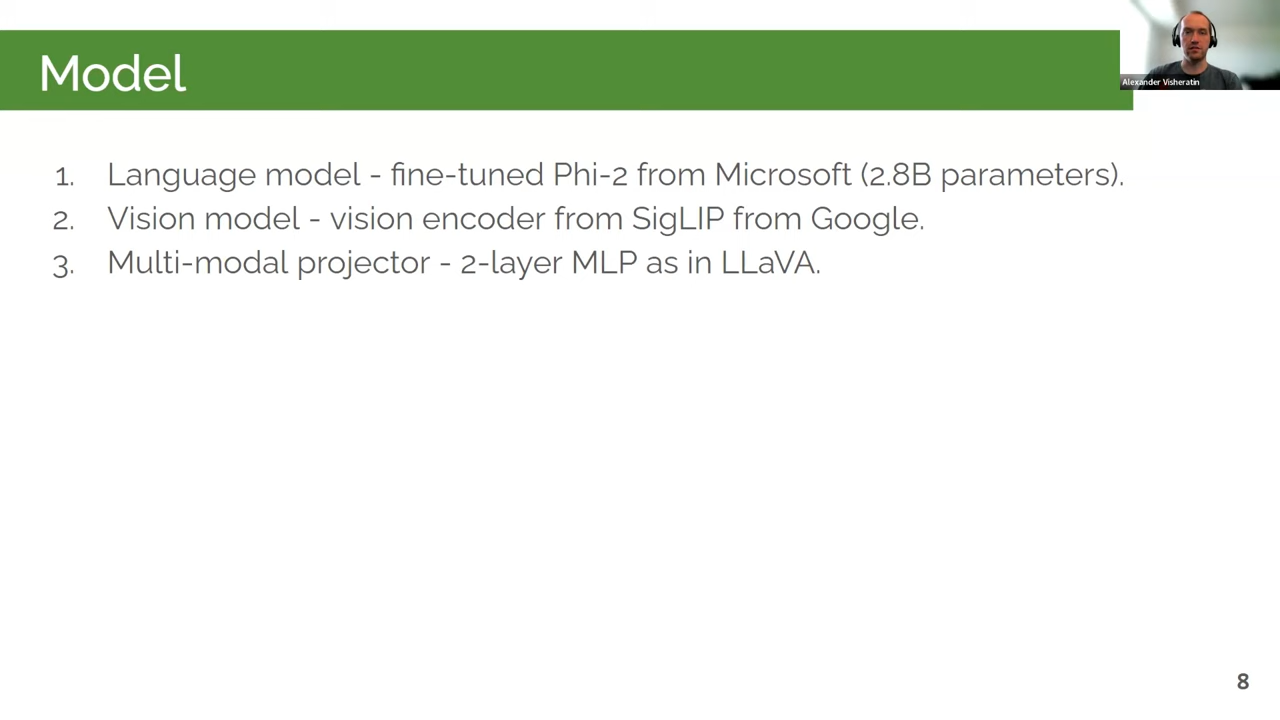 Model
Alexander Visheratin
1. Language model - fine-tuned Phi-2 from Microsoft (2.8B parameters).
2. Vision model - vision encoder from SigLIP from Google.
3. Multi-modal projector - 2-layer MLP as in LLaVA.
8